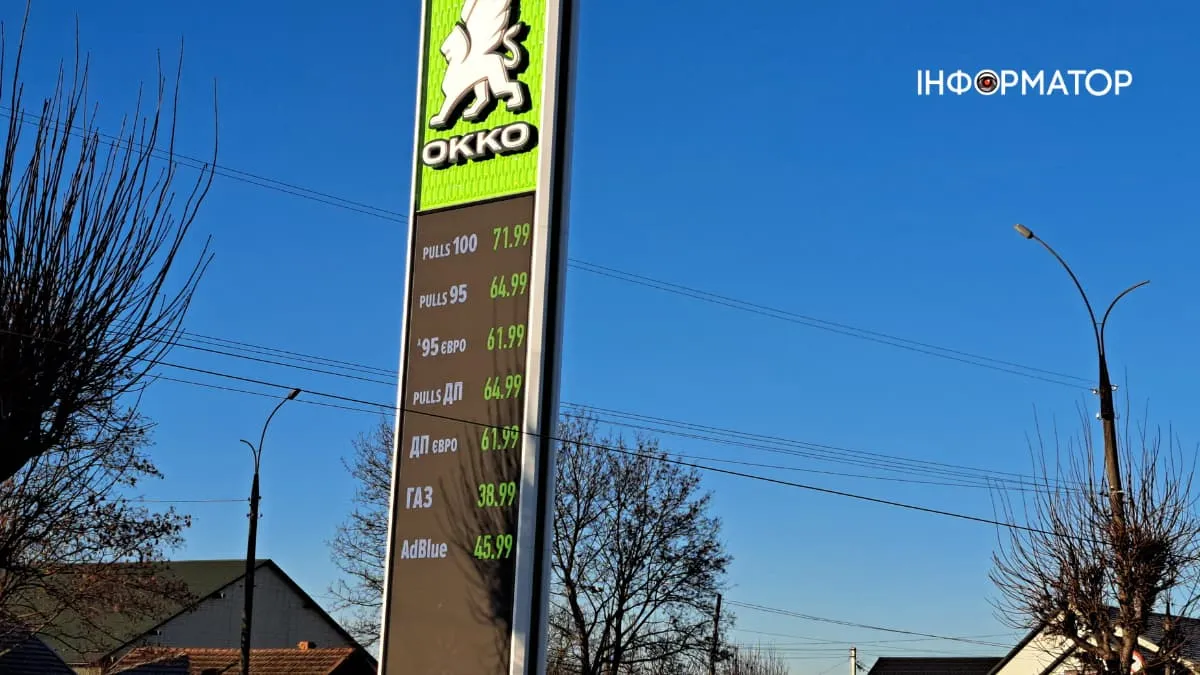 ІНФОРМАТОР
OKKO
PULLS 100 71.99
PULLS 95 64.99
А95 ЄВРО 61.99
PULLS ДП 64.99
ДП ЄВРО 61.99
ГАЗ 38.99
AdBlue 45.99